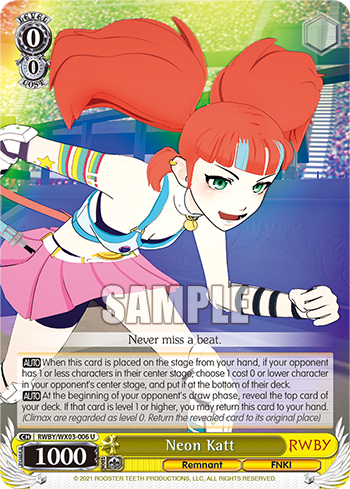 LEVEL
0
0
COST
SAMPLE
Never miss a beat.
AUTO When this card is placed on the stage from your hand, if your opponent
has 1 or less characters in their center stage, choose 1 cost 0 or lower character
in your opponent's center stage, and put it at the bottom of their deck.
AUTO At the beginning of your opponent's draw phase, reveal the top card of
your deck. If that card is level 1 or higher, you may return this card to your hand.
(Climax are regarded as level 0. Return the revealed card to its original place)
CH RWBY/WX03-006 U
POWER 1000
Neon Katt
RWBY
Remnant FNKI
© 2021 ROOSTER TEETH PRODUCTIONS, LLC, ALL RIGHTS RESERVED.